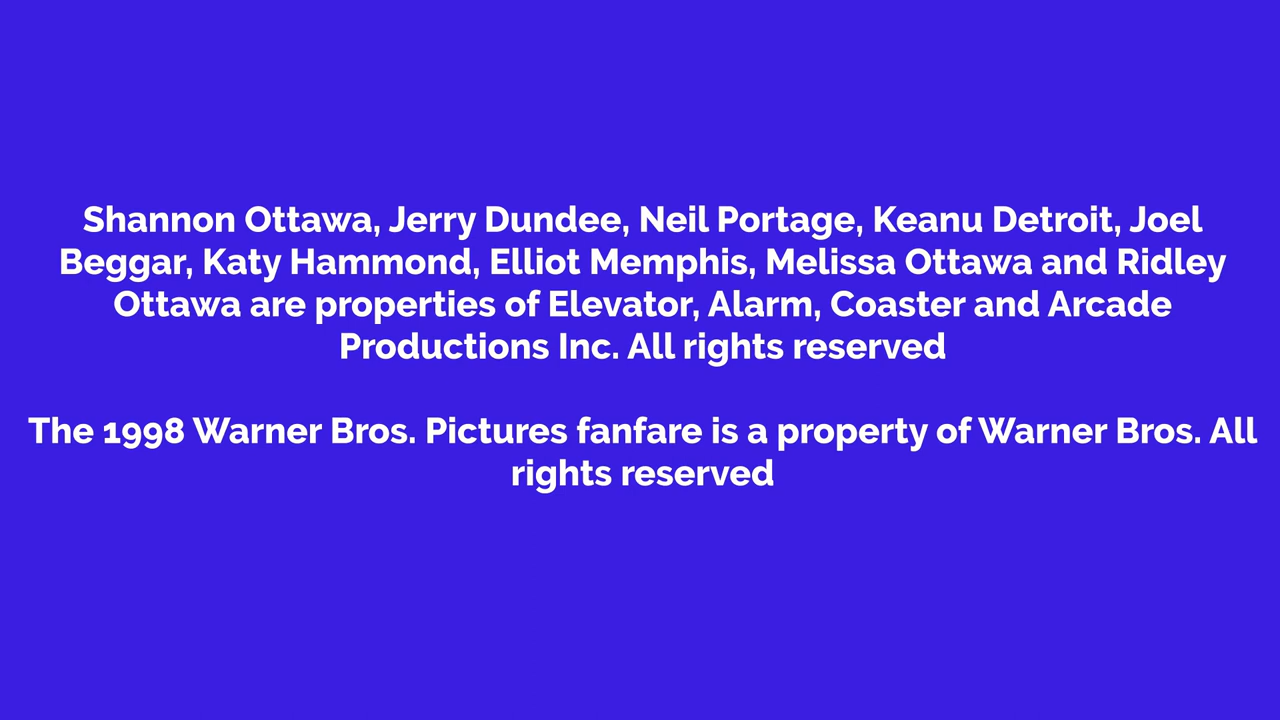 Shannon Ottawa, Jerry Dundee, Neil Portage, Keanu Detroit, Joel
Beggar, Katy Hammond, Elliot Memphis, Melissa Ottawa and Ridley
Ottawa are properties of Elevator, Alarm, Coaster and Arcade
Productions Inc. All rights reserved
The 1998 Warner Bros. Pictures fanfare is a property of Warner Bros. All
rights reserved